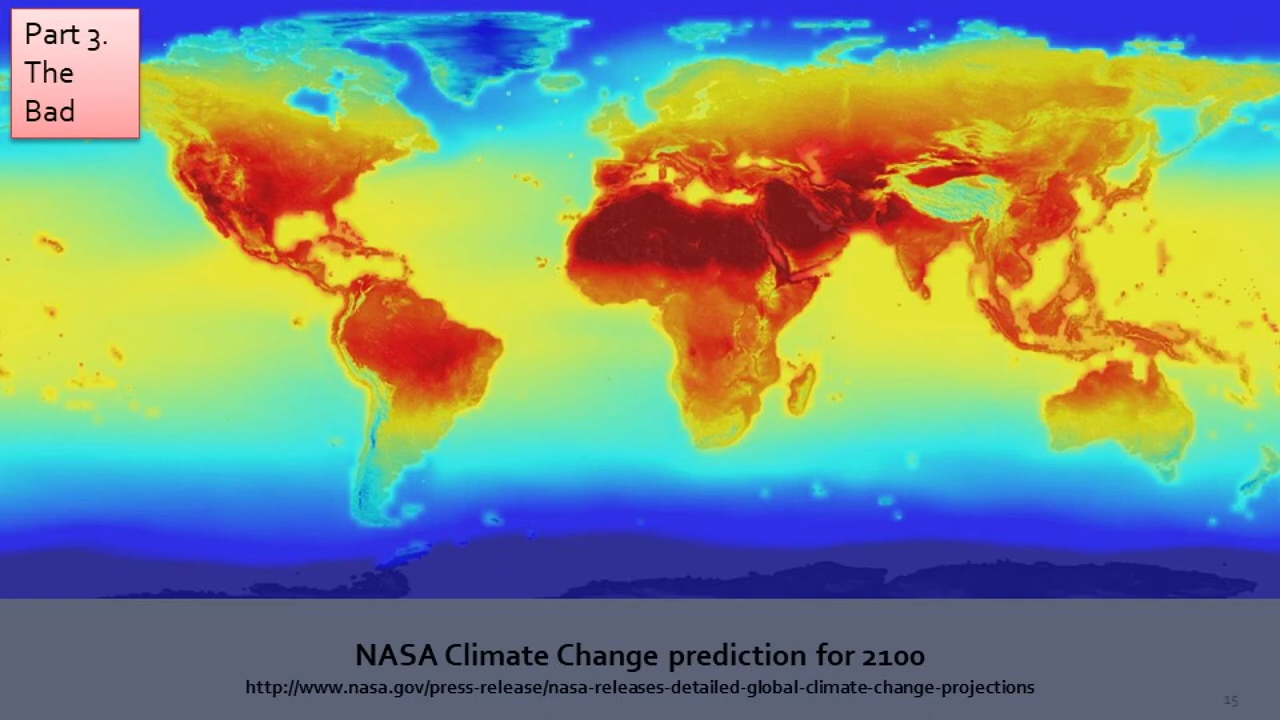 Part 3.
The
Bad
NASA Climate Change prediction for 2100
http://www.nasa.gov/press-release/nasa-releases-detailed-global-climate-change-projections
15